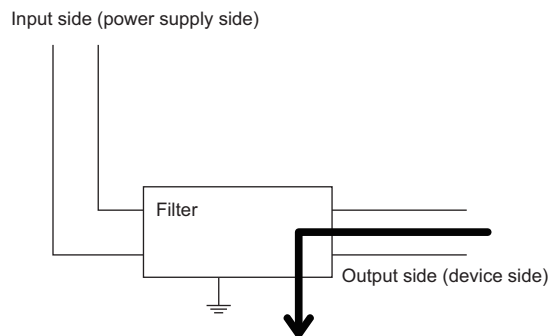 Input side (power supply side)
Filter
Output side (device side)